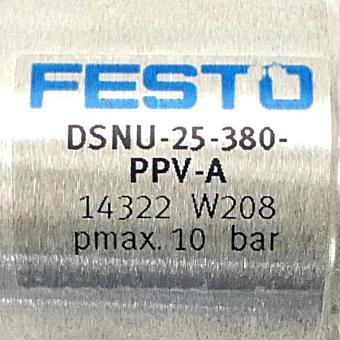 FESTO
DSNU-25-380-
PPV-A
14322 W208
pmax. 10 bar